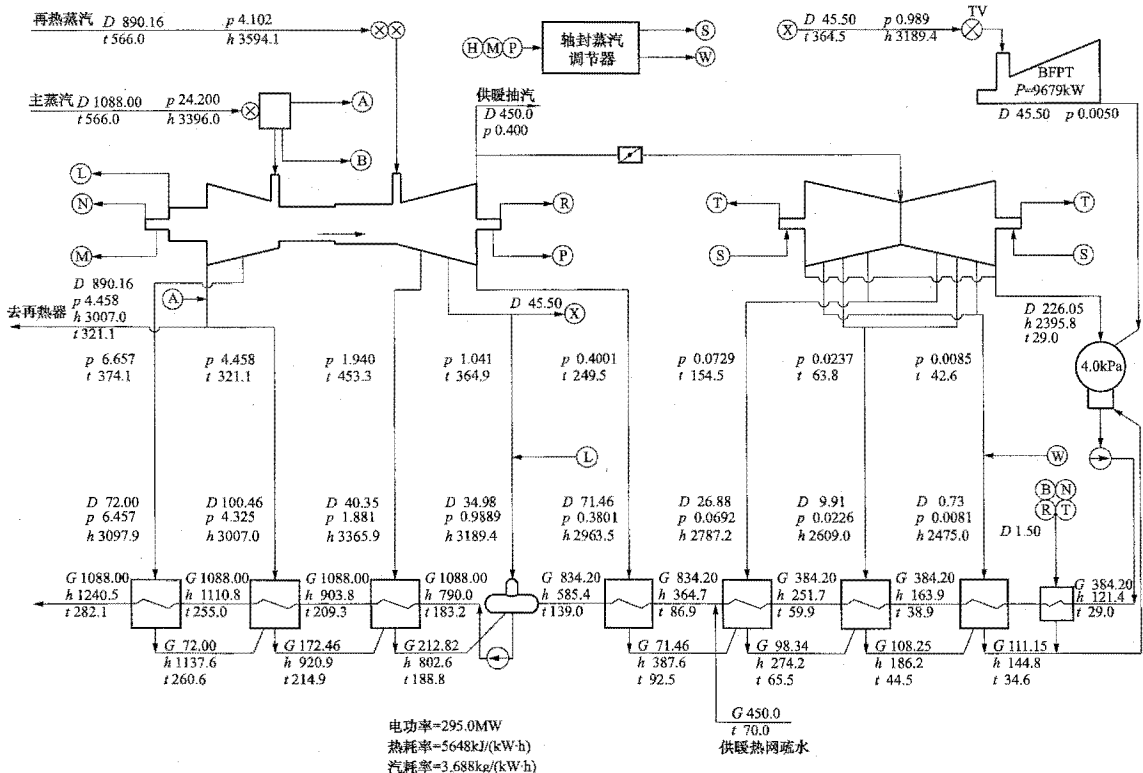 再热蒸汽 D 890.16 p 4.102
t 566.0 h 3594.1
主蒸汽 D 1088.00 p 24.200
t 566.0 h 3396.0
H M P
轴封蒸汽
调节器
S
W
X D 45.50 p 0.989
t 364.5 h 3189.4
TV
BFPT
P=9679kW
D 45.50 p 0.0050
供暖抽汽
D 450.0
p 0.400
A
B
L
N
M
R
P
T
T
S
S
D 890.16
p 4.458
h 3007.0
t 321.1
A
去再热器
D 45.50
X
D 226.05
h 2395.8
t 29.0
4.0kPa
p 6.657
t 374.1
p 4.458
t 321.1
p 1.940
t 453.3
p 1.041
t 364.9
p 0.4001
t 249.5
p 0.0729
t 154.5
p 0.0237
t 63.8
p 0.0085
t 42.6
L
W
B N
R T
D 1.50
D 72.00
p 6.457
h 3097.9
D 100.46
p 4.325
h 3007.0
D 40.35
p 1.881
h 3365.9
D 34.98
p 0.9889
h 3189.4
D 71.46
p 0.3801
h 2963.5
D 26.88
p 0.0692
h 2787.2
D 9.91
p 0.0226
h 2609.0
D 0.73
p 0.0081
h 2475.0
G 1088.00
h 1240.5
t 282.1
G 1088.00
h 1110.8
t 255.0
G 1088.00
h 903.8
t 209.3
G 1088.00
h 790.0
t 183.2
G 834.20
h 585.4
t 139.0
G 834.20
h 364.7
t 86.9
G 384.20
h 251.7
t 59.9
G 384.20
h 163.9
t 38.9
G 384.20
h 121.4
t 29.0
G 72.00
h 1137.6
t 260.6
G 172.46
h 920.9
t 214.9
G 212.82
h 802.6
t 188.8
G 71.46
h 387.6
t 92.5
G 98.34
h 274.2
t 65.5
G 108.25
h 186.2
t 44.5
G 111.15
h 144.8
t 34.6
G 450.0
t 70.0
供暖热网疏水
电功率=295.0MW
热耗率=5648kJ/(kW·h)
汽耗率=3.688kg/(kW·h)